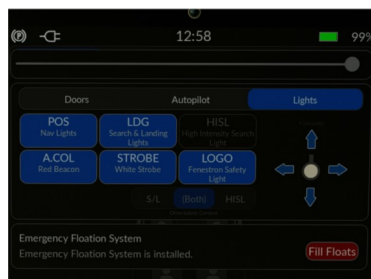 12:58
99%
Doors
Autopilot
Lights
POS
Nav Lights
LDG
Search & Landing
Lights
HISL
High Intensity Search
Light
A.COL
Red Beacon
STROBE
White Strobe
LOGO
Fenestron Safety
Light
S/L
(Both)
HISL
Emergency Floation System
Emergency Floation System is installed.
Fill Floats